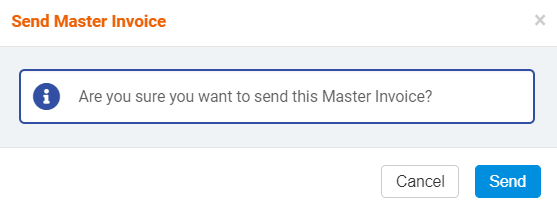 Send Master Invoice
×
Are you sure you want to send this Master Invoice?
Cancel Send